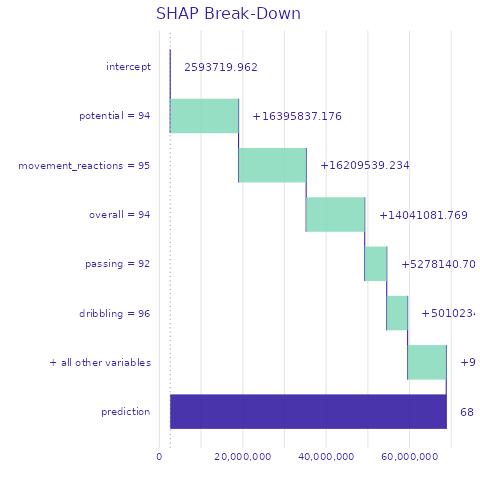 SHAP Break-Down
intercept 2593719.962
potential = 94 +16395837.176
movement_reactions = 95 +16209539.234
overall = 94 +14041081.769
passing = 92 +5278140.70
dribbling = 96 +5010234
+ all other variables +9
prediction 68
0 20,000,000 40,000,000 60,000,000